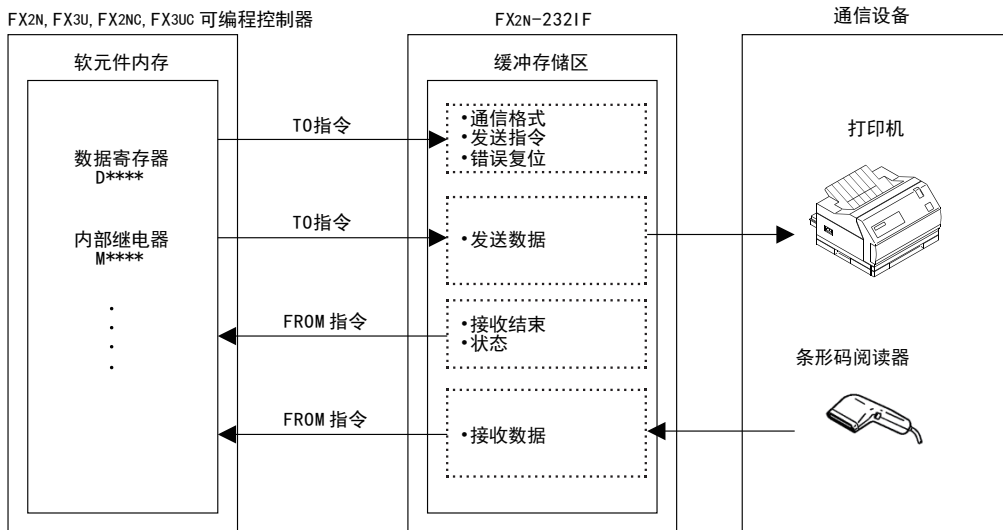 FX2N, FX3U, FX2NC, FX3UC 可编程控制器
FX2N-232IF
通信设备
软元件内存
缓冲存储区
数据寄存器
D****
内部继电器
M****
TO指令
•通信格式
•发送指令
•错误复位
TO指令
•发送数据
FROM 指令
•接收结束
•状态
FROM 指令
•接收数据
打印机
条形码阅读器